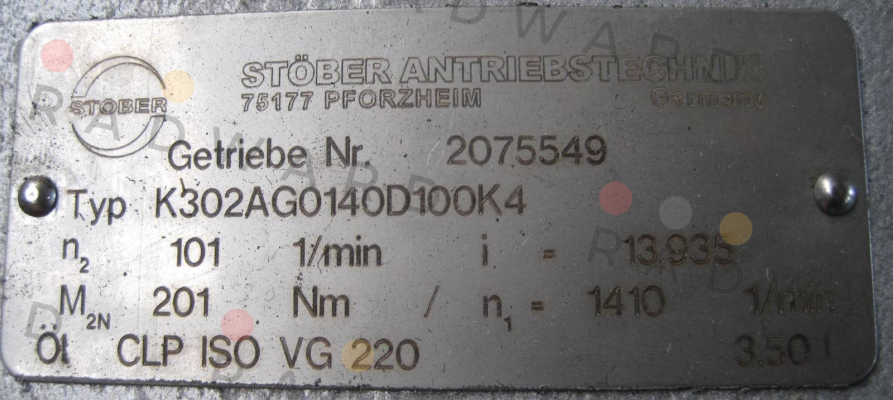 STÖBER ANTRIEBSTECHNIK
STÖBER
75177 PFORZHEIM Germany
Getriebe Nr. 2075549
Typ K302AG0140D100K4
n2 101 1/min i = 13,935
M2N 201 Nm / n1 = 1410 1/min
Öl CLP ISO VG 220 3.50 l